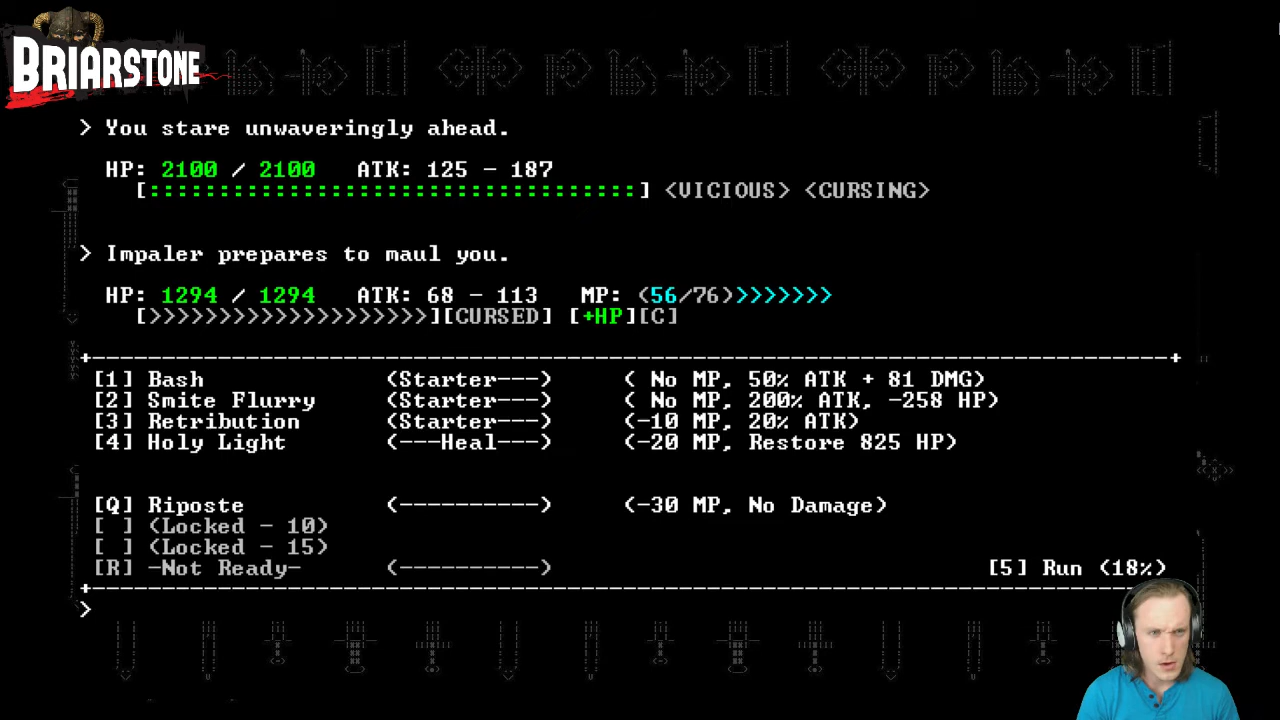 BRIARSTONE
> You stare unwaveringly ahead.
HP: 2100 / 2100 ATK: 125 - 187
[:::::::::::::::::::::::::::::::::::] <VICIOUS> <CURSING>
> Impaler prepares to maul you.
HP: 1294 / 1294 ATK: 68 - 113 MP: (56/76)>>>>>>>
[>>>>>>>>>>>>>>>>>>>>][CURSED] [+HP][C]
[1] Bash (Starter---) ( No MP, 50% ATK + 81 DMG)
[2] Smite Flurry (Starter---) ( No MP, 200% ATK, -258 HP)
[3] Retribution (Starter---) (-10 MP, 20% ATK)
[4] Holy Light (---Heal---) (-20 MP, Restore 825 HP)
[Q] Riposte (----------) (-30 MP, No Damage)
[ ] (Locked - 10)
[ ] (Locked - 15)
[R] -Not Ready- (----------) [5] Run (18%)
>